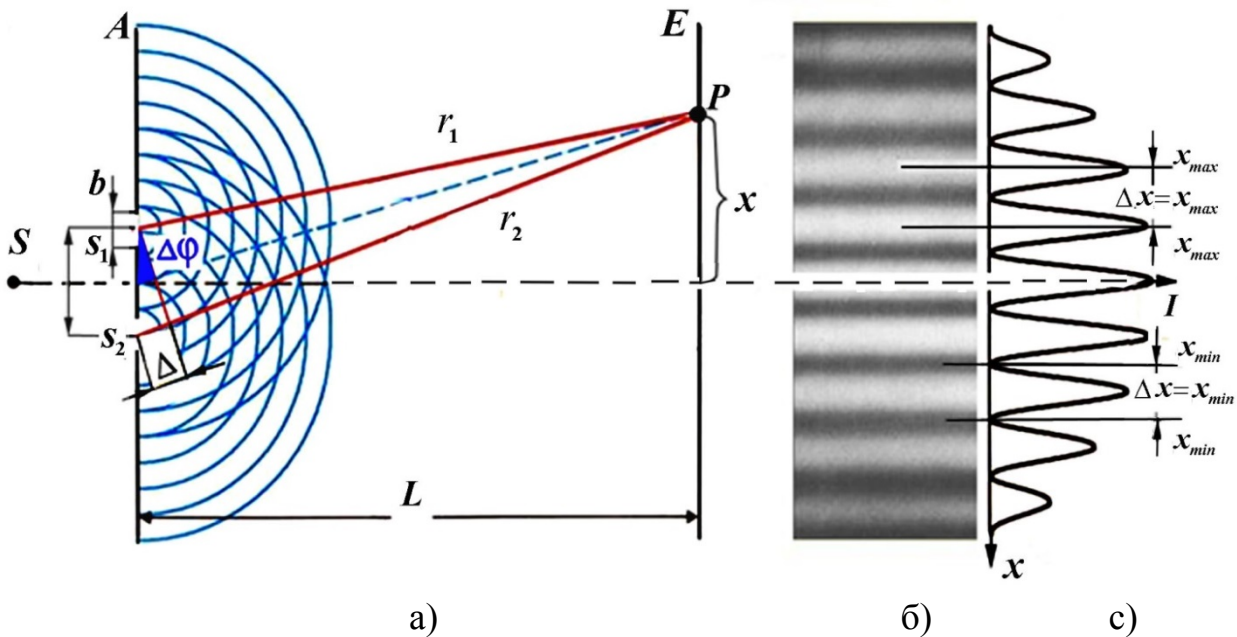 A
E
P
r₁
b
r₂
x
S
s₁
Δφ
s₂
Δ
L
x_max
Δx=x_max
x_max
I
x_min
Δx=x_min
x_min
x
а)
б)
с)